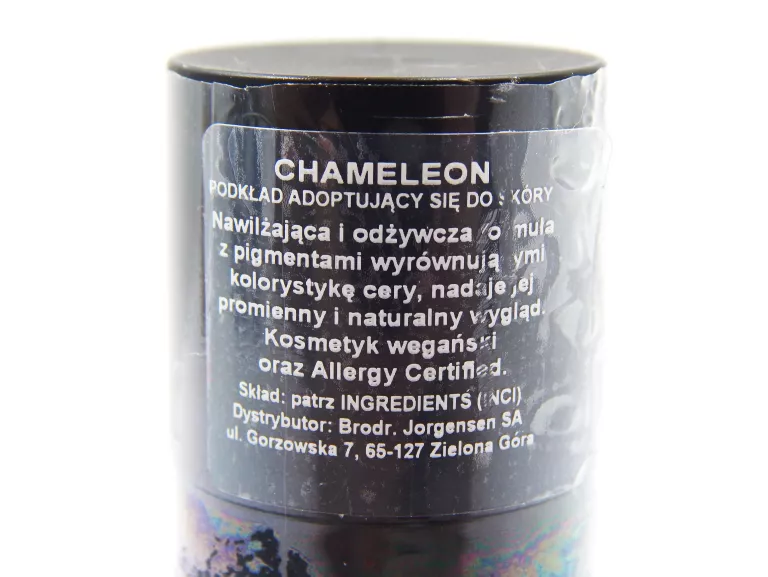 CHAMELEON
PODKŁAD ADOPTUJĄCY SIĘ DO SKÓRY
Nawilżająca i odżywcza formuła
z pigmentami wyrównującymi
kolorystykę cery, nadaje jej
promienny i naturalny wygląd.
Kosmetyk wegański
oraz Allergy Certified.
Skład: patrz INGREDIENTS (INCI)
Dystrybutor: Brodr. Jorgensen SA
ul. Gorzowska 7, 65-127 Zielona Góra